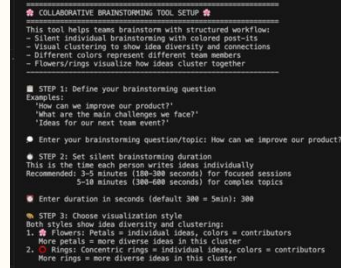 🌸 COLLABORATIVE BRAINSTORMING TOOL SETUP 🌸
This tool helps teams brainstorm with structured workflow:
- Silent individual brainstorming with colored post-its
- Visual clustering to show idea diversity and connections
- Different colors represent different team members
- Flowers/rings visualize how ideas cluster together
STEP 1: Define your brainstorming question
Examples:
'How can we improve our product?'
'What are the main challenges we face?'
'Ideas for our next team event?'
Enter your brainstorming question/topic: How can we improve our product?
STEP 2: Set silent brainstorming duration
This is the time each person writes ideas individually
Recommended: 3-5 minutes (180-300 seconds) for focused sessions
5-10 minutes (300-600 seconds) for complex topics
Enter duration in seconds (default 300 = 5min): 300
STEP 3: Choose visualization style
Both styles show idea diversity and clustering:
1. 🌸 Flowers: Petals = individual ideas, colors = contributors
More petals = more diverse ideas in this cluster
2. ⭕ Rings: Concentric rings = individual ideas, colors = contributors
More rings = more diverse ideas in this cluster